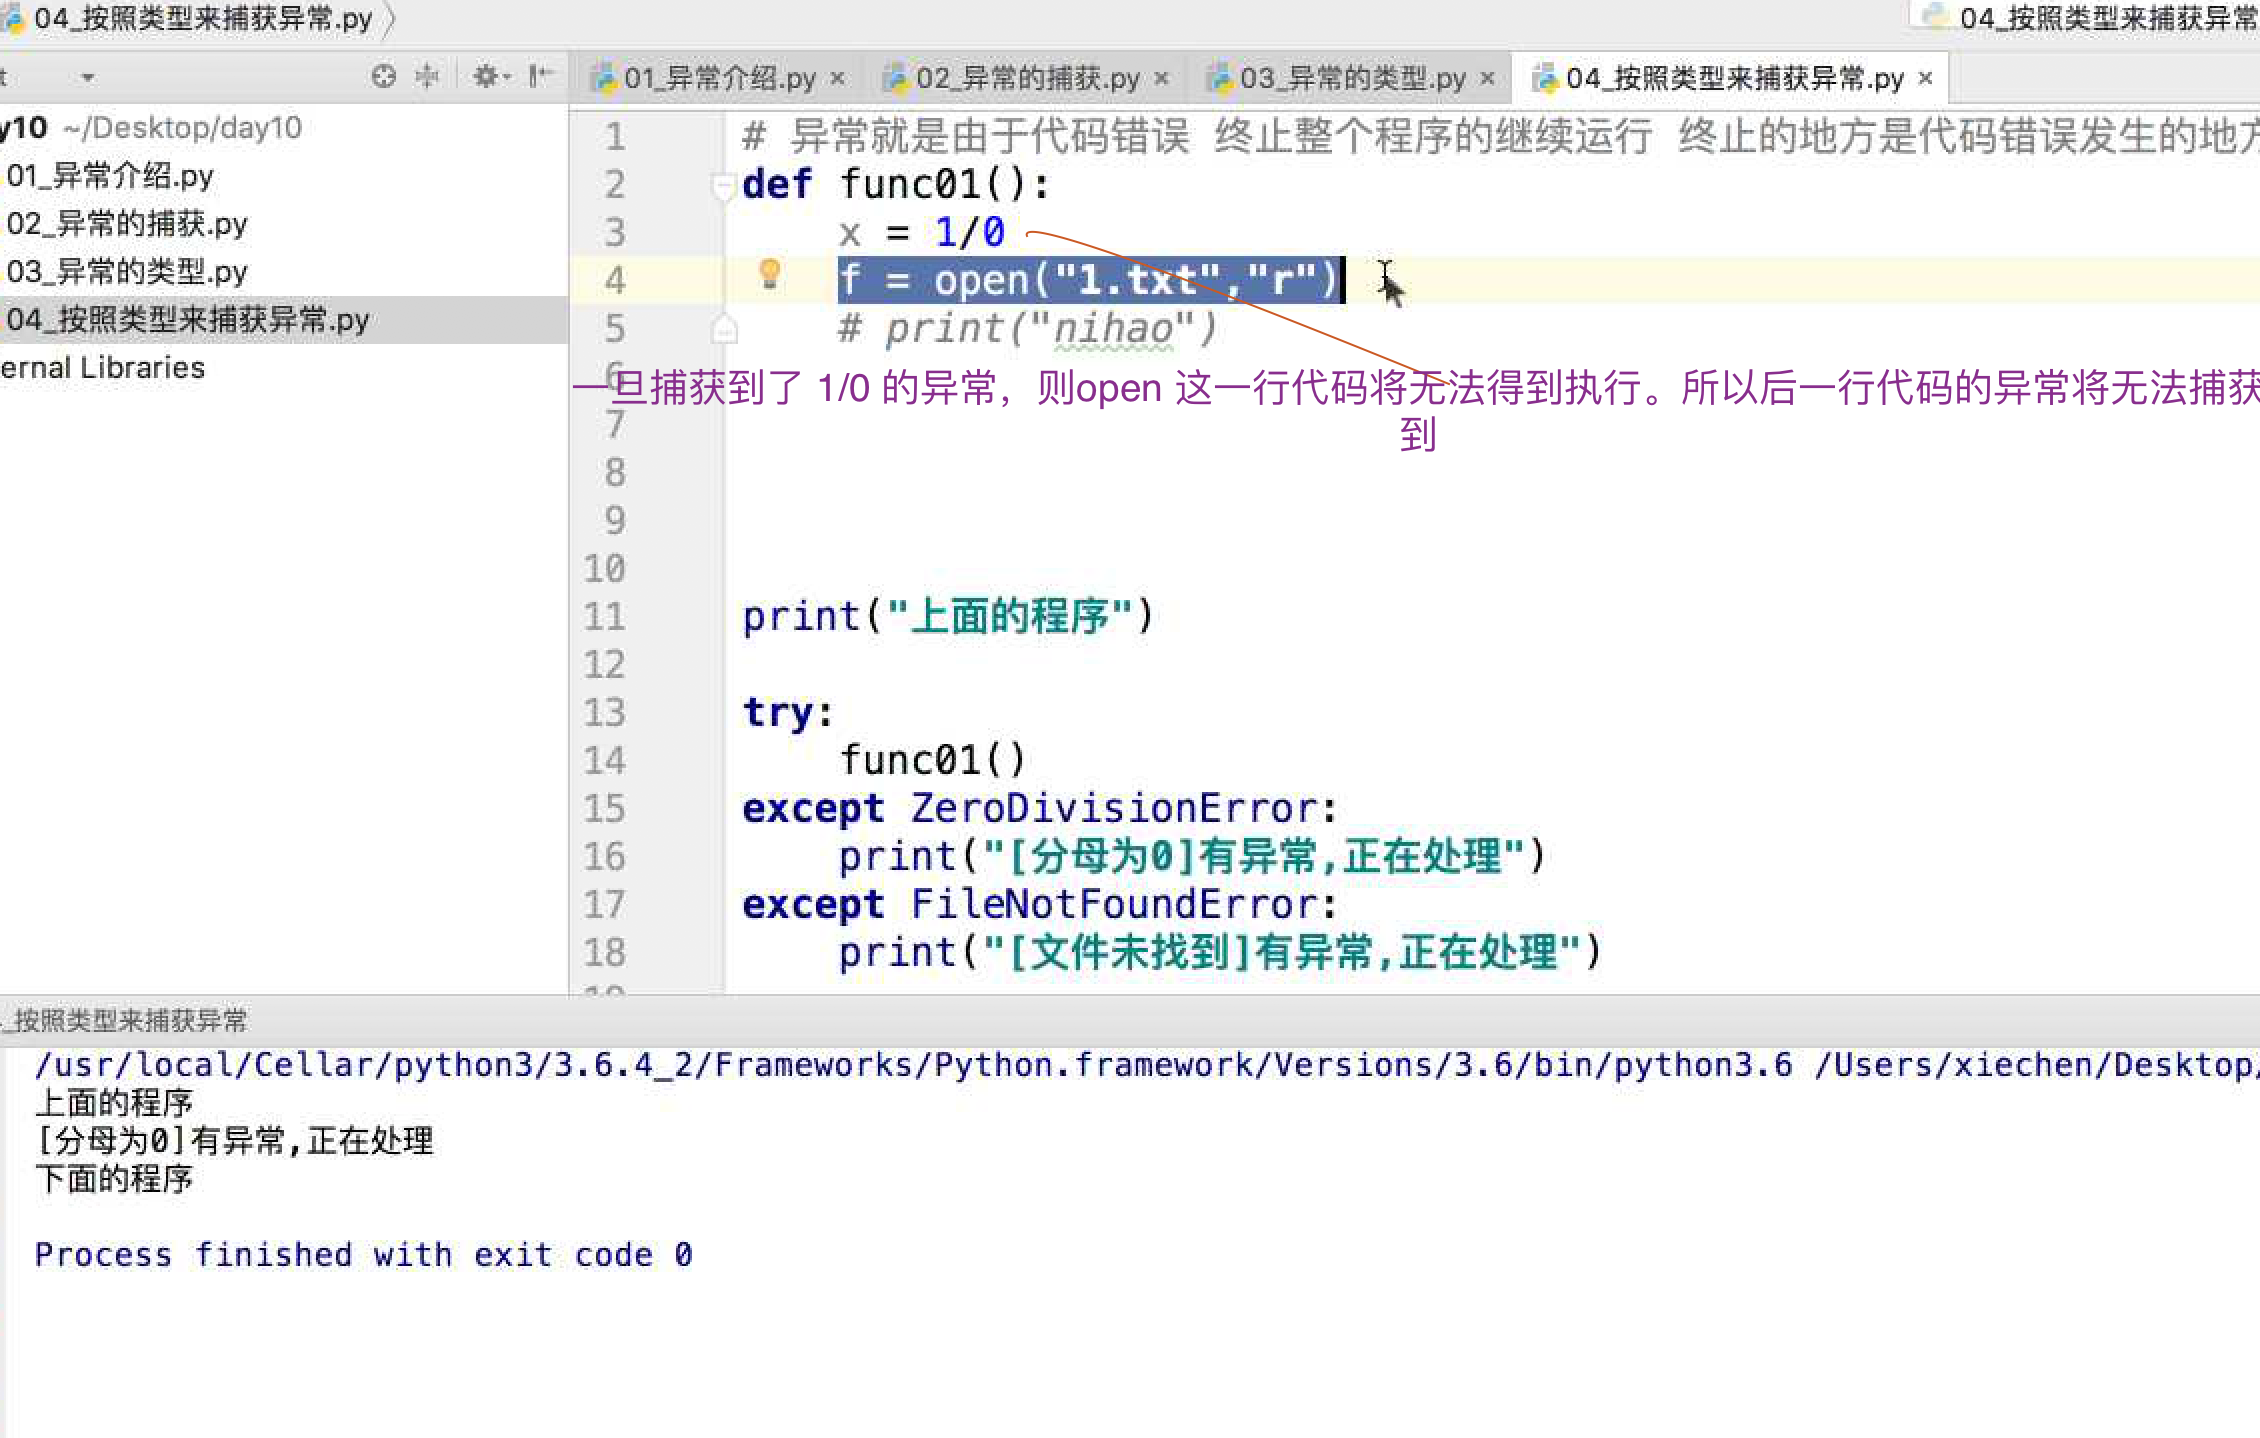 04_按照类型来捕获异常.py
04_按照类型来捕获异常
01_异常介绍.py
02_异常的捕获.py
03_异常的类型.py
04_按照类型来捕获异常.py
y10 ~/Desktop/day10
01_异常介绍.py
02_异常的捕获.py
03_异常的类型.py
04_按照类型来捕获异常.py
ernal Libraries
1 # 异常就是由于代码错误 终止整个程序的继续运行 终止的地方是代码错误发生的地方
2 def func01():
3 x = 1/0
4 f = open("1.txt","r")
5 # print("nihao")
6
一旦捕获到了 1/0 的异常，则open 这一行代码将无法得到执行。所以后一行代码的异常将无法捕获
到
7
8
9
10
11 print("上面的程序")
12
13 try:
14 func01()
15 except ZeroDivisionError:
16 print("[分母为0]有异常,正在处理")
17 except FileNotFoundError:
18 print("[文件未找到]有异常,正在处理")
_按照类型来捕获异常
/usr/local/Cellar/python3/3.6.4_2/Frameworks/Python.framework/Versions/3.6/bin/python3.6 /Users/xiechen/Desktop/
上面的程序
[分母为0]有异常,正在处理
下面的程序
Process finished with exit code 0